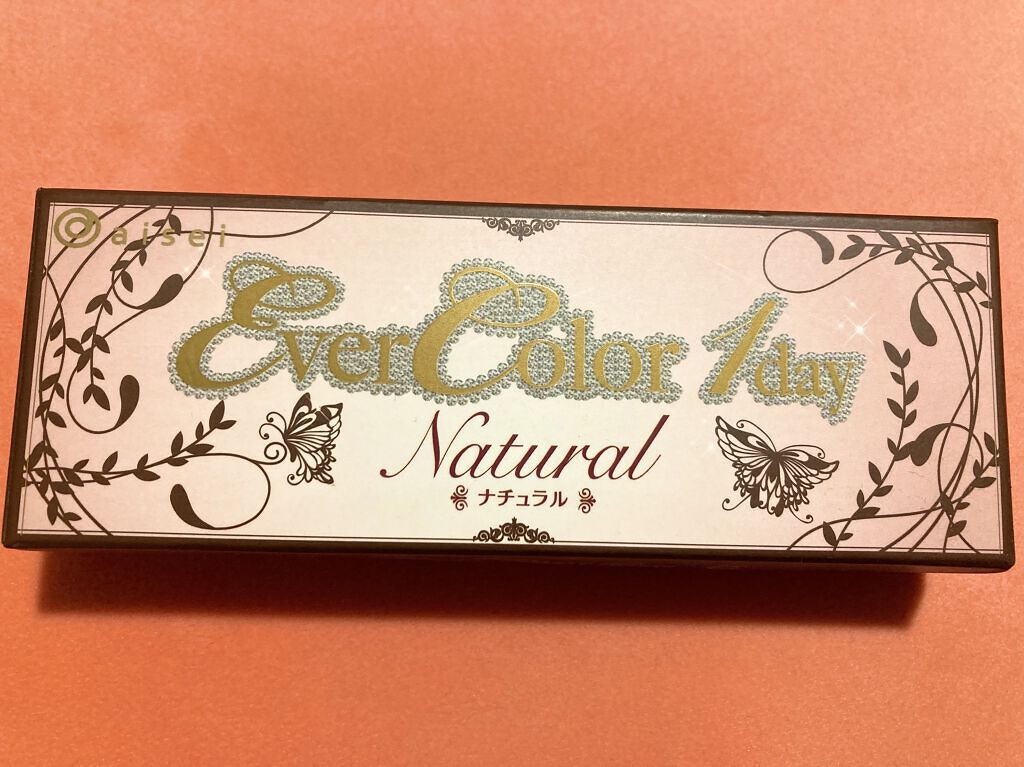 aisei
EverColor 1day
Natural
ナチュラル